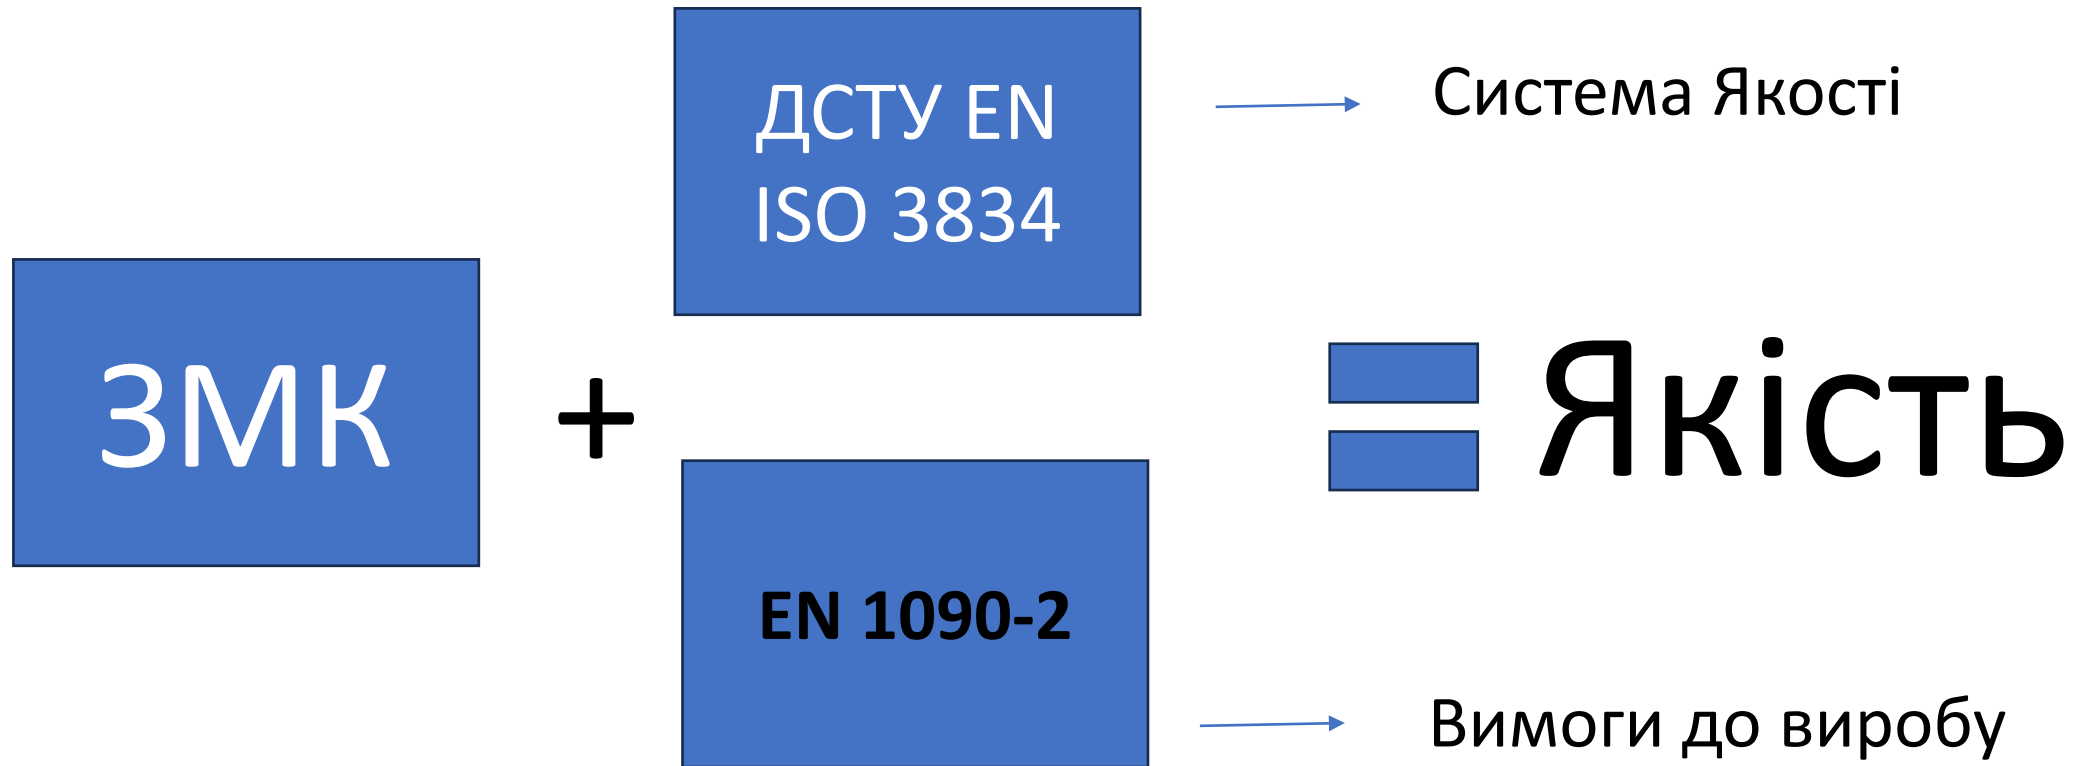 ДСТУ EN
ISO 3834
Система Якості
ЗМК
+
Якість
EN 1090-2
Вимоги до виробу